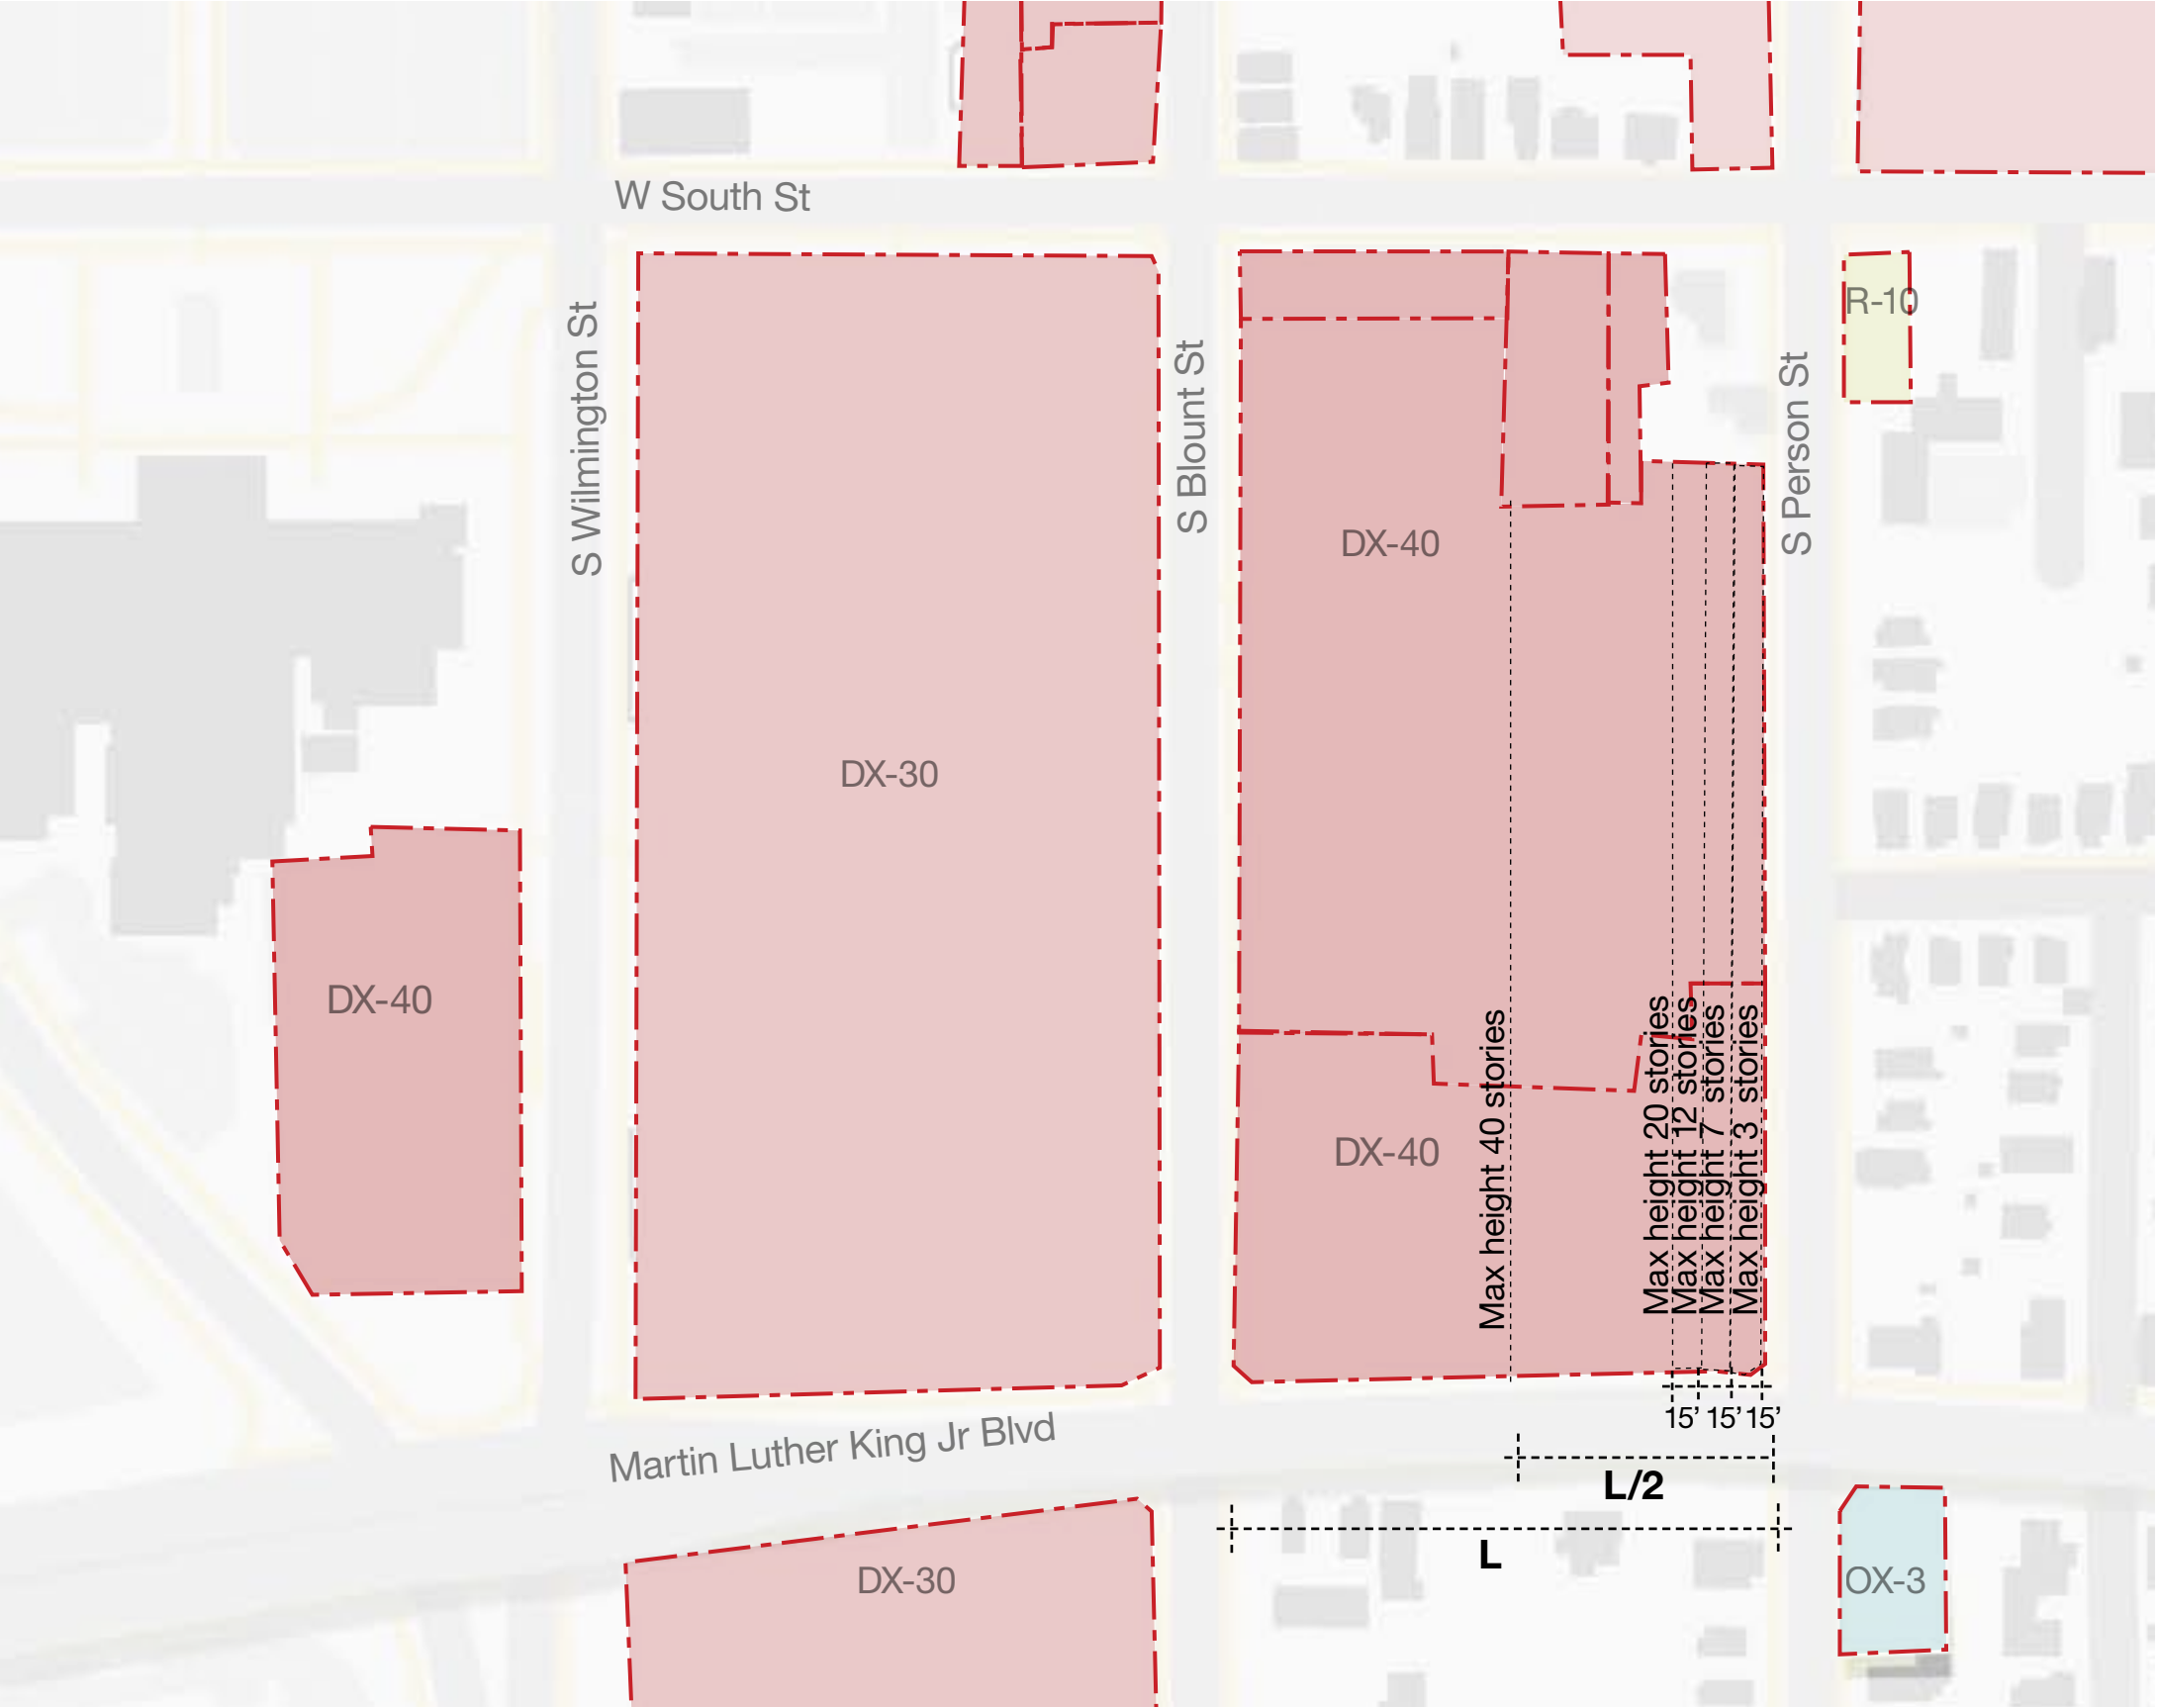 W South St
S Wilmington St
S Blount St
S Person St
R-10
DX-40
DX-30
DX-40
DX-40
Max height 40 stories
Max height 20 stories
Max height 12 stories
Max height 7 stories
Max height 3 stories
15' 15' 15'
Martin Luther King Jr Blvd
L/2
L
DX-30
OX-3